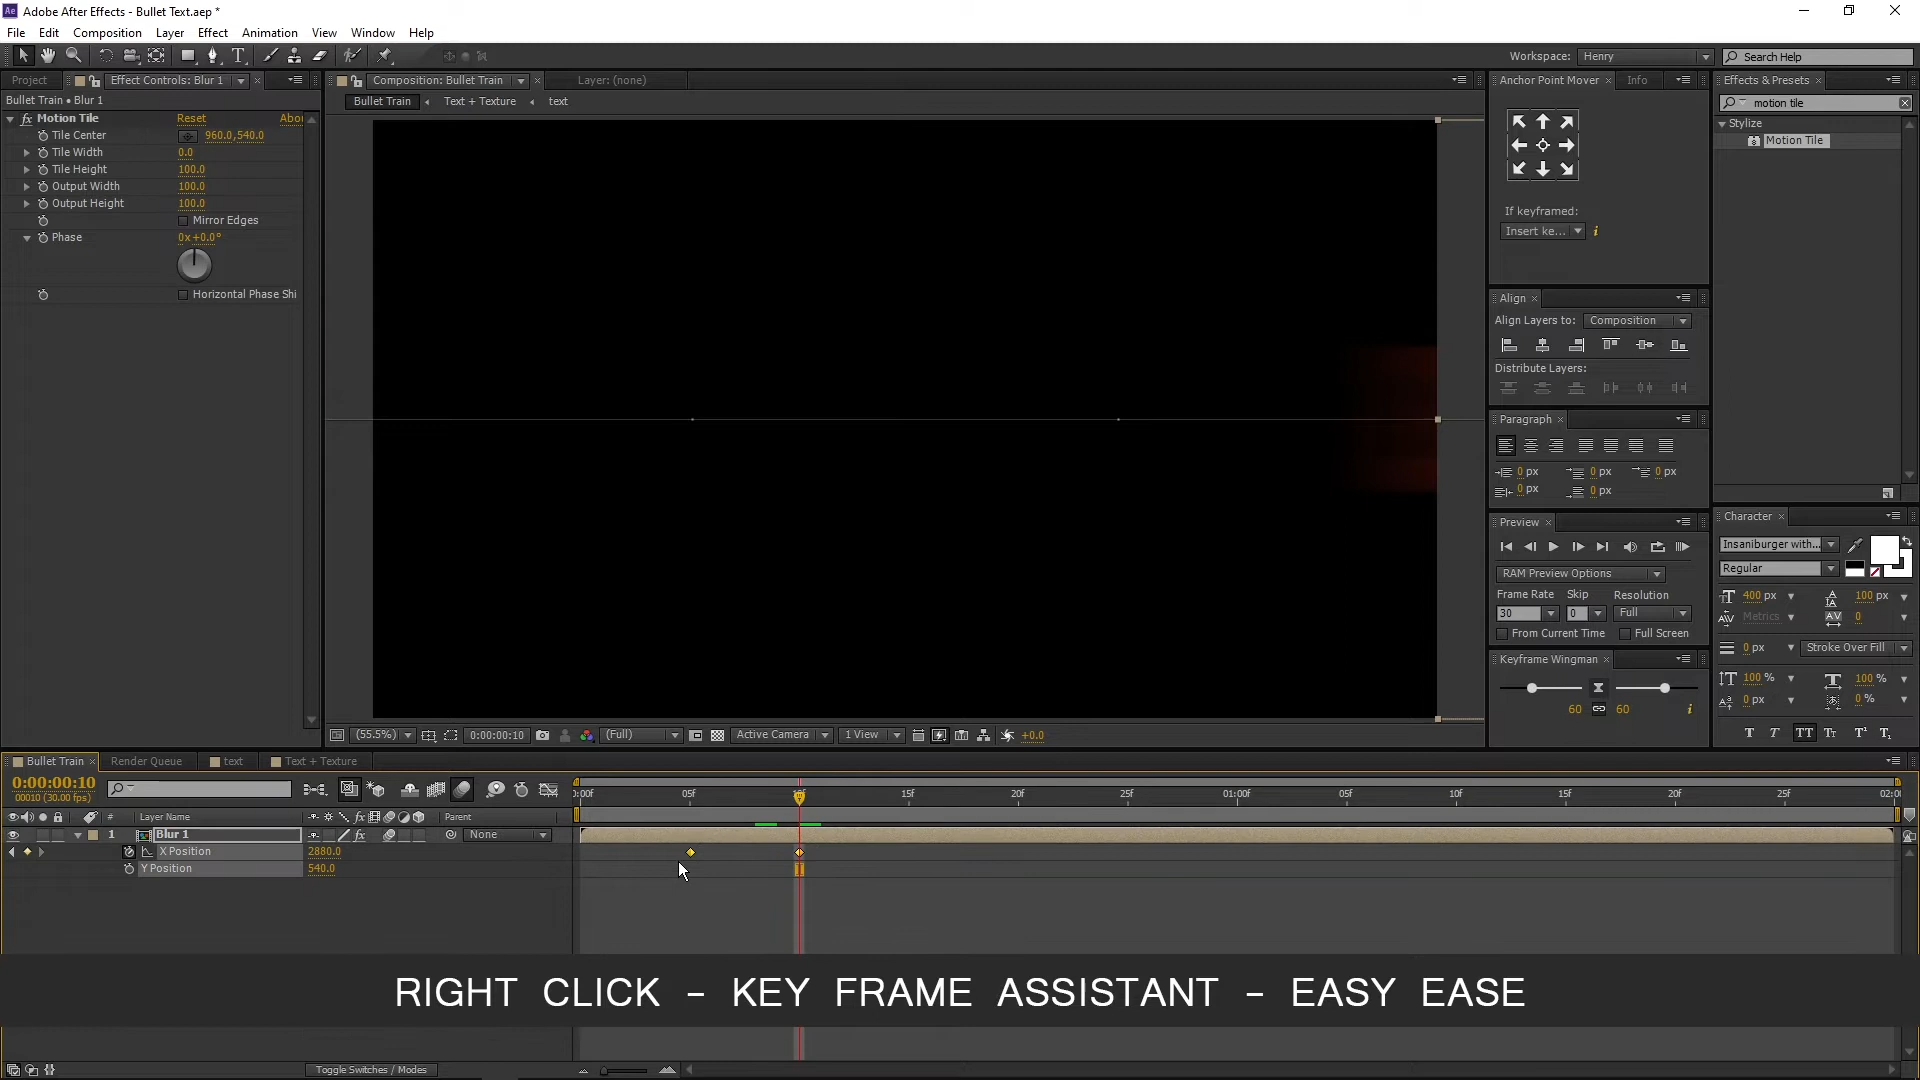 Adobe After Effects - Bullet Text.aep *
File Edit Composition Layer Effect Animation View Window Help
Workspace: Henry
Search Help
Project Effect Controls: Blur 1
Bullet Train • Blur 1
Motion Tile Reset Abou
Tile Center 960.0,540.0
Tile Width 0.0
Tile Height 100.0
Output Width 100.0
Output Height 100.0
Mirror Edges
Phase 0x+0.0°
Horizontal Phase Shi
Composition: Bullet Train Layer: (none)
Bullet Train Text + Texture text
(55.5%) 0:00:00:10 (Full) Active Camera 1 View +0.0
Anchor Point Mover Info
If keyframed:
Insert ke...
Align
Align Layers to: Composition
Distribute Layers:
Paragraph
0 px 0 px 0 px
0 px 0 px
Preview
RAM Preview Options
Frame Rate Skip Resolution
30 0 Full
From Current Time Full Screen
Keyframe Wingman
60 60
Effects & Presets
motion tile
Stylize
Motion Tile
Character
Insaniburger with...
Regular
400 px 100 px
Metrics 0
0 px Stroke Over Fill
100 % 100 %
0 px 0 %
Bullet Train Render Queue text Text + Texture
0:00:00:10
00010 (30.00 fps)
# Layer Name Parent
1 Blur 1 None
X Position 2880.0
Y Position 540.0
0:00f 05f 15f 20f 25f 01:00f 05f 10f 15f 20f 25f 02:00
RIGHT CLICK - KEY FRAME ASSISTANT - EASY EASE
Toggle Switches / Modes